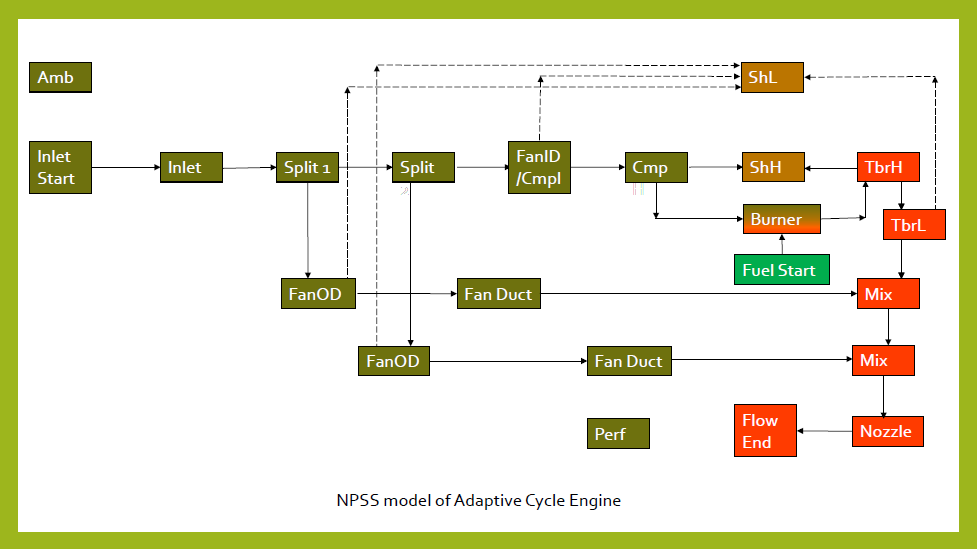 Amb
ShL
Inlet
Start
Inlet
Split 1
Split
FanID
/Cmpl
Cmp
ShH
TbrH
Burner
TbrL
Fuel Start
FanOD
Fan Duct
Mix
FanOD
Fan Duct
Mix
Perf
Flow
End
Nozzle
NPSS model of Adaptive Cycle Engine